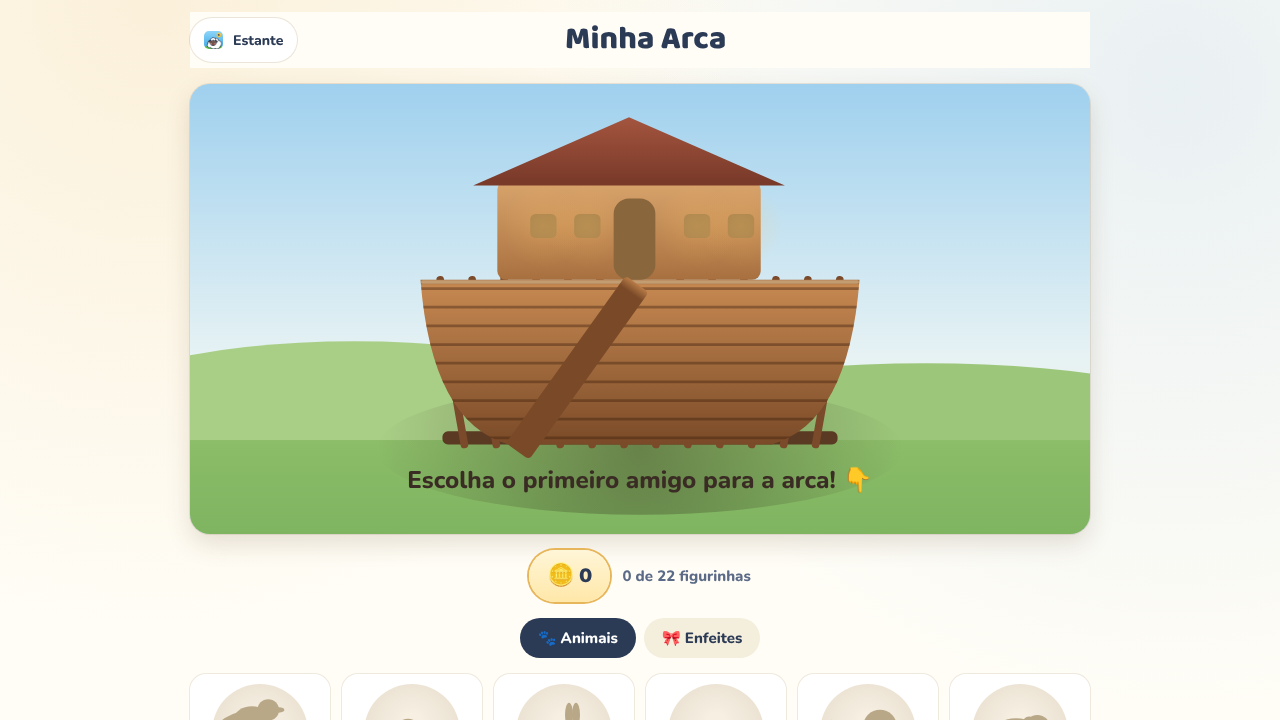 Estante
Minha Arca
Escolha o primeiro amigo para a arca! 👇
🪙 0
0 de 22 figurinhas
🐾 Animais
🎀 Enfeites